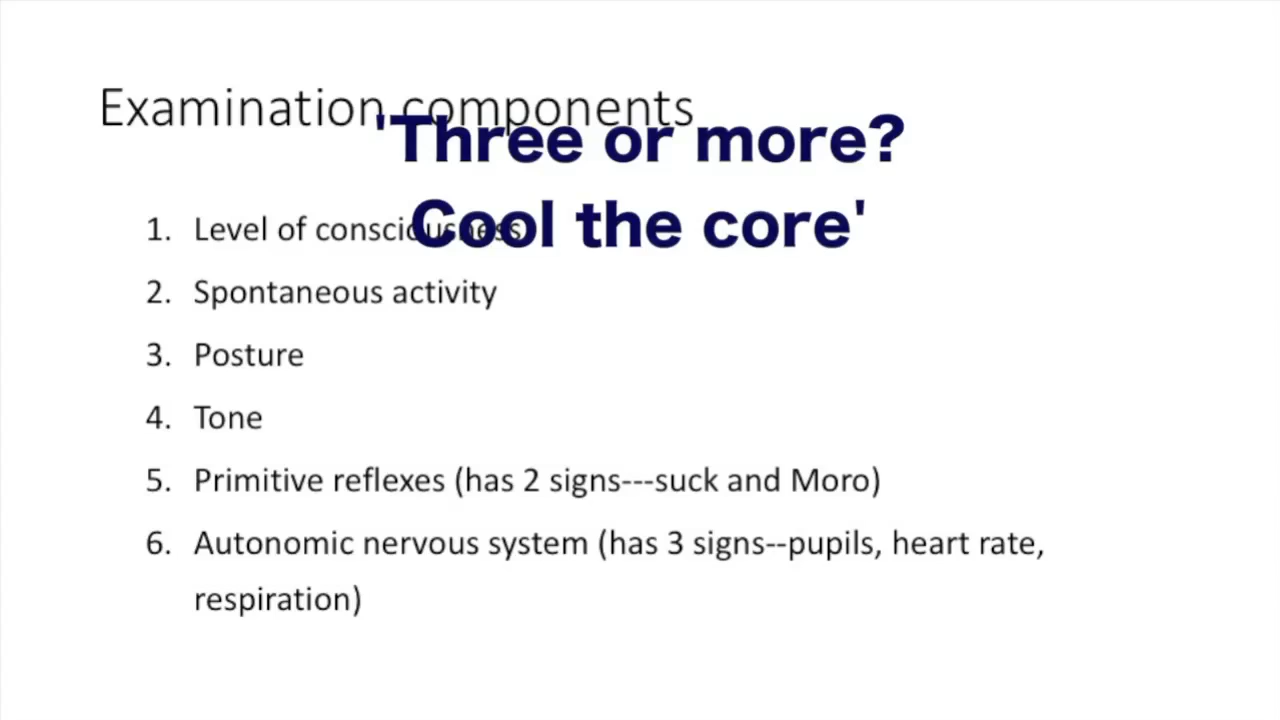 Examination components
'Three or more?
Cool the core'
1. Level of consciousness
2. Spontaneous activity
3. Posture
4. Tone
5. Primitive reflexes (has 2 signs---suck and Moro)
6. Autonomic nervous system (has 3 signs--pupils, heart rate,
respiration)